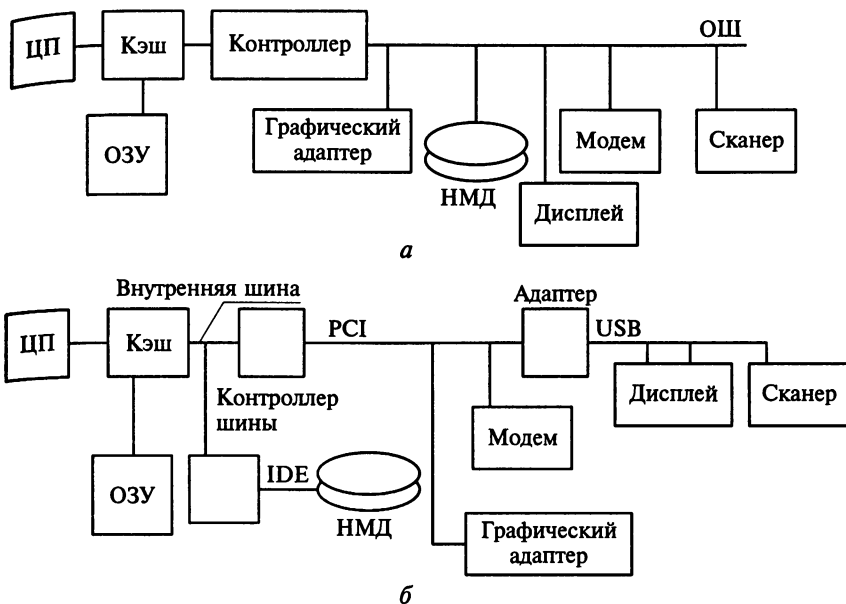 ЦП
Кэш
Контроллер
ОШ
ОЗУ
Графический
адаптер
НМД
Дисплей
Модем
Сканер
а
Внутренняя шина
Адаптер
ЦП
Кэш
PCI
USB
Дисплей
Сканер
Контроллер
шины
Модем
ОЗУ
IDE
НМД
Графический
адаптер
б